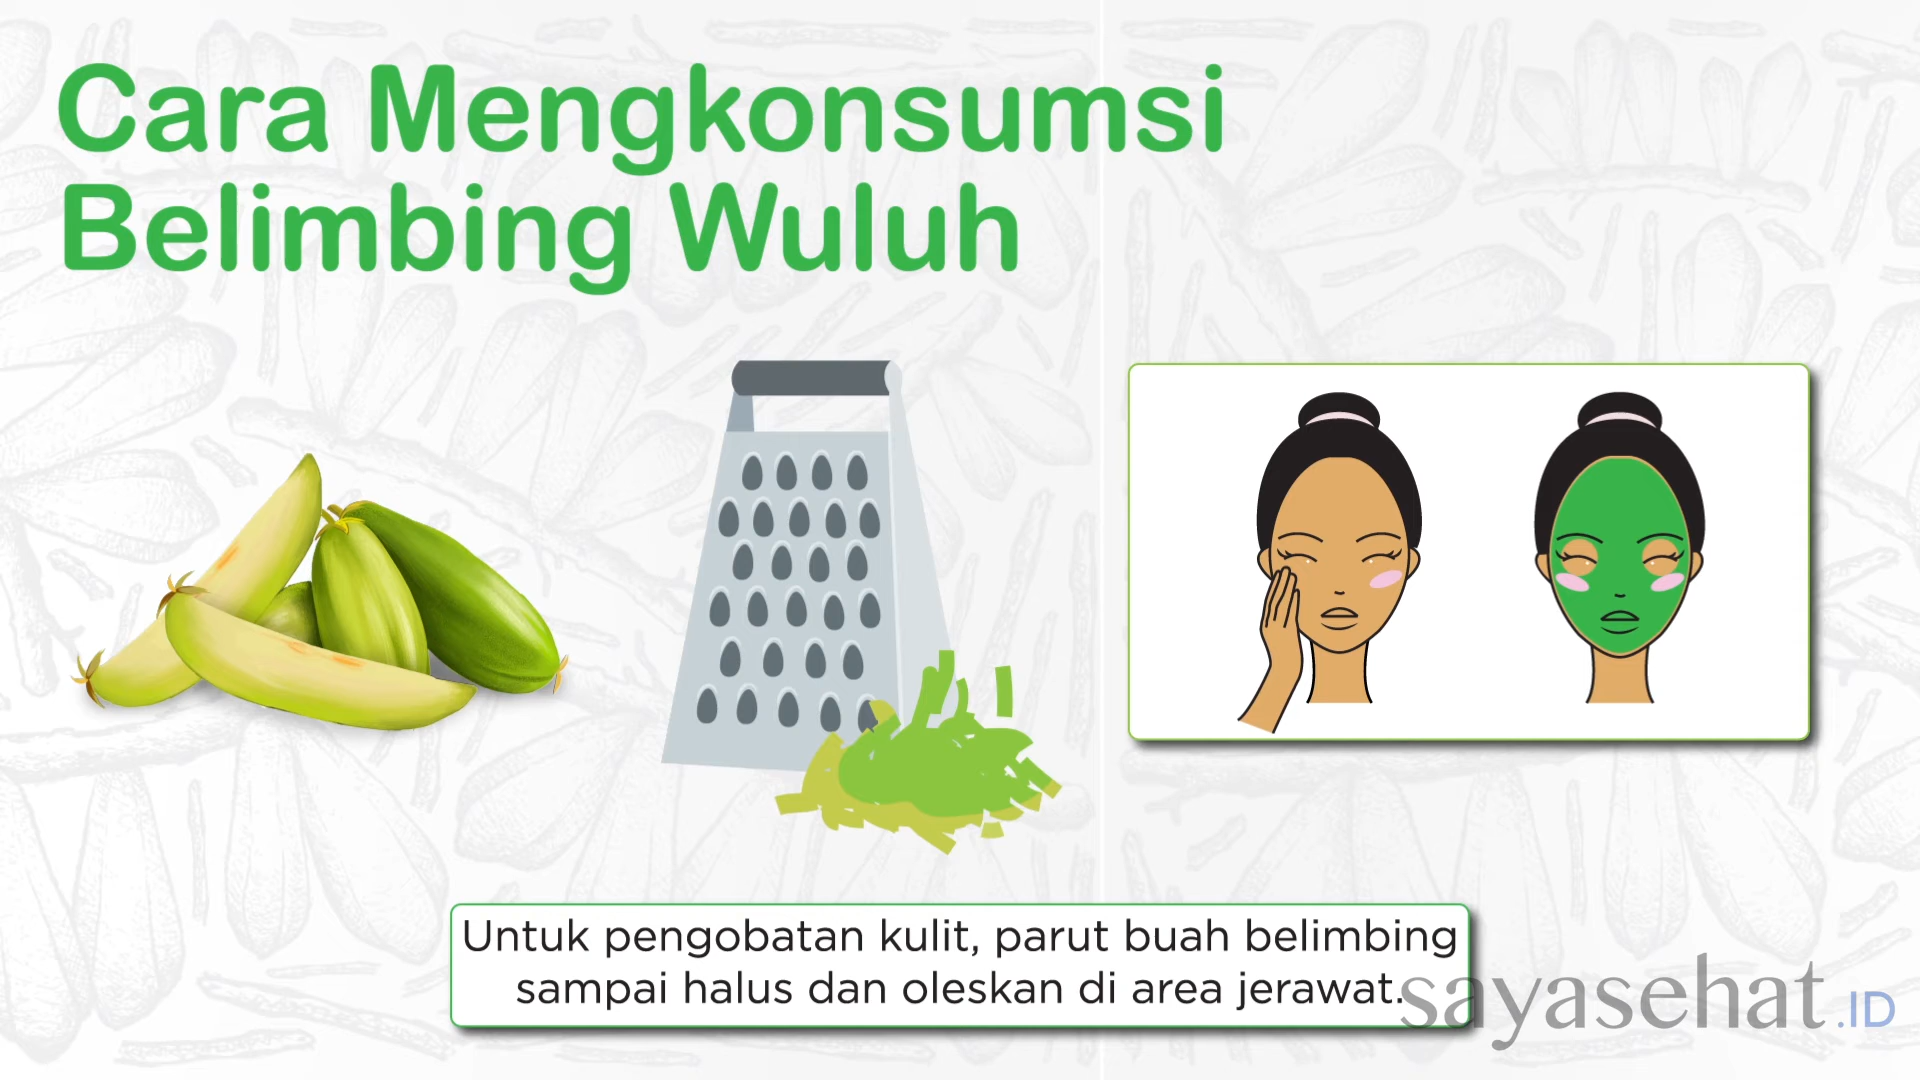 Cara Mengkonsumsi
Belimbing Wuluh
Untuk pengobatan kulit, parut buah belimbing
sampai halus dan oleskan di area jerawat.
sayasehat.ID